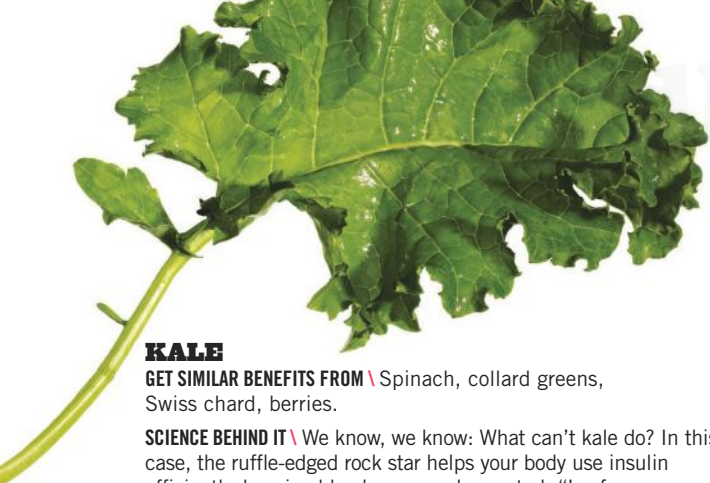 KALE
GET SIMILAR BENEFITS FROM \ Spinach, collard greens,
Swiss chard, berries.
SCIENCE BEHIND IT \ We know, we know: What can’t kale do? In this
case, the ruffle-edged rock star helps your body use insulin